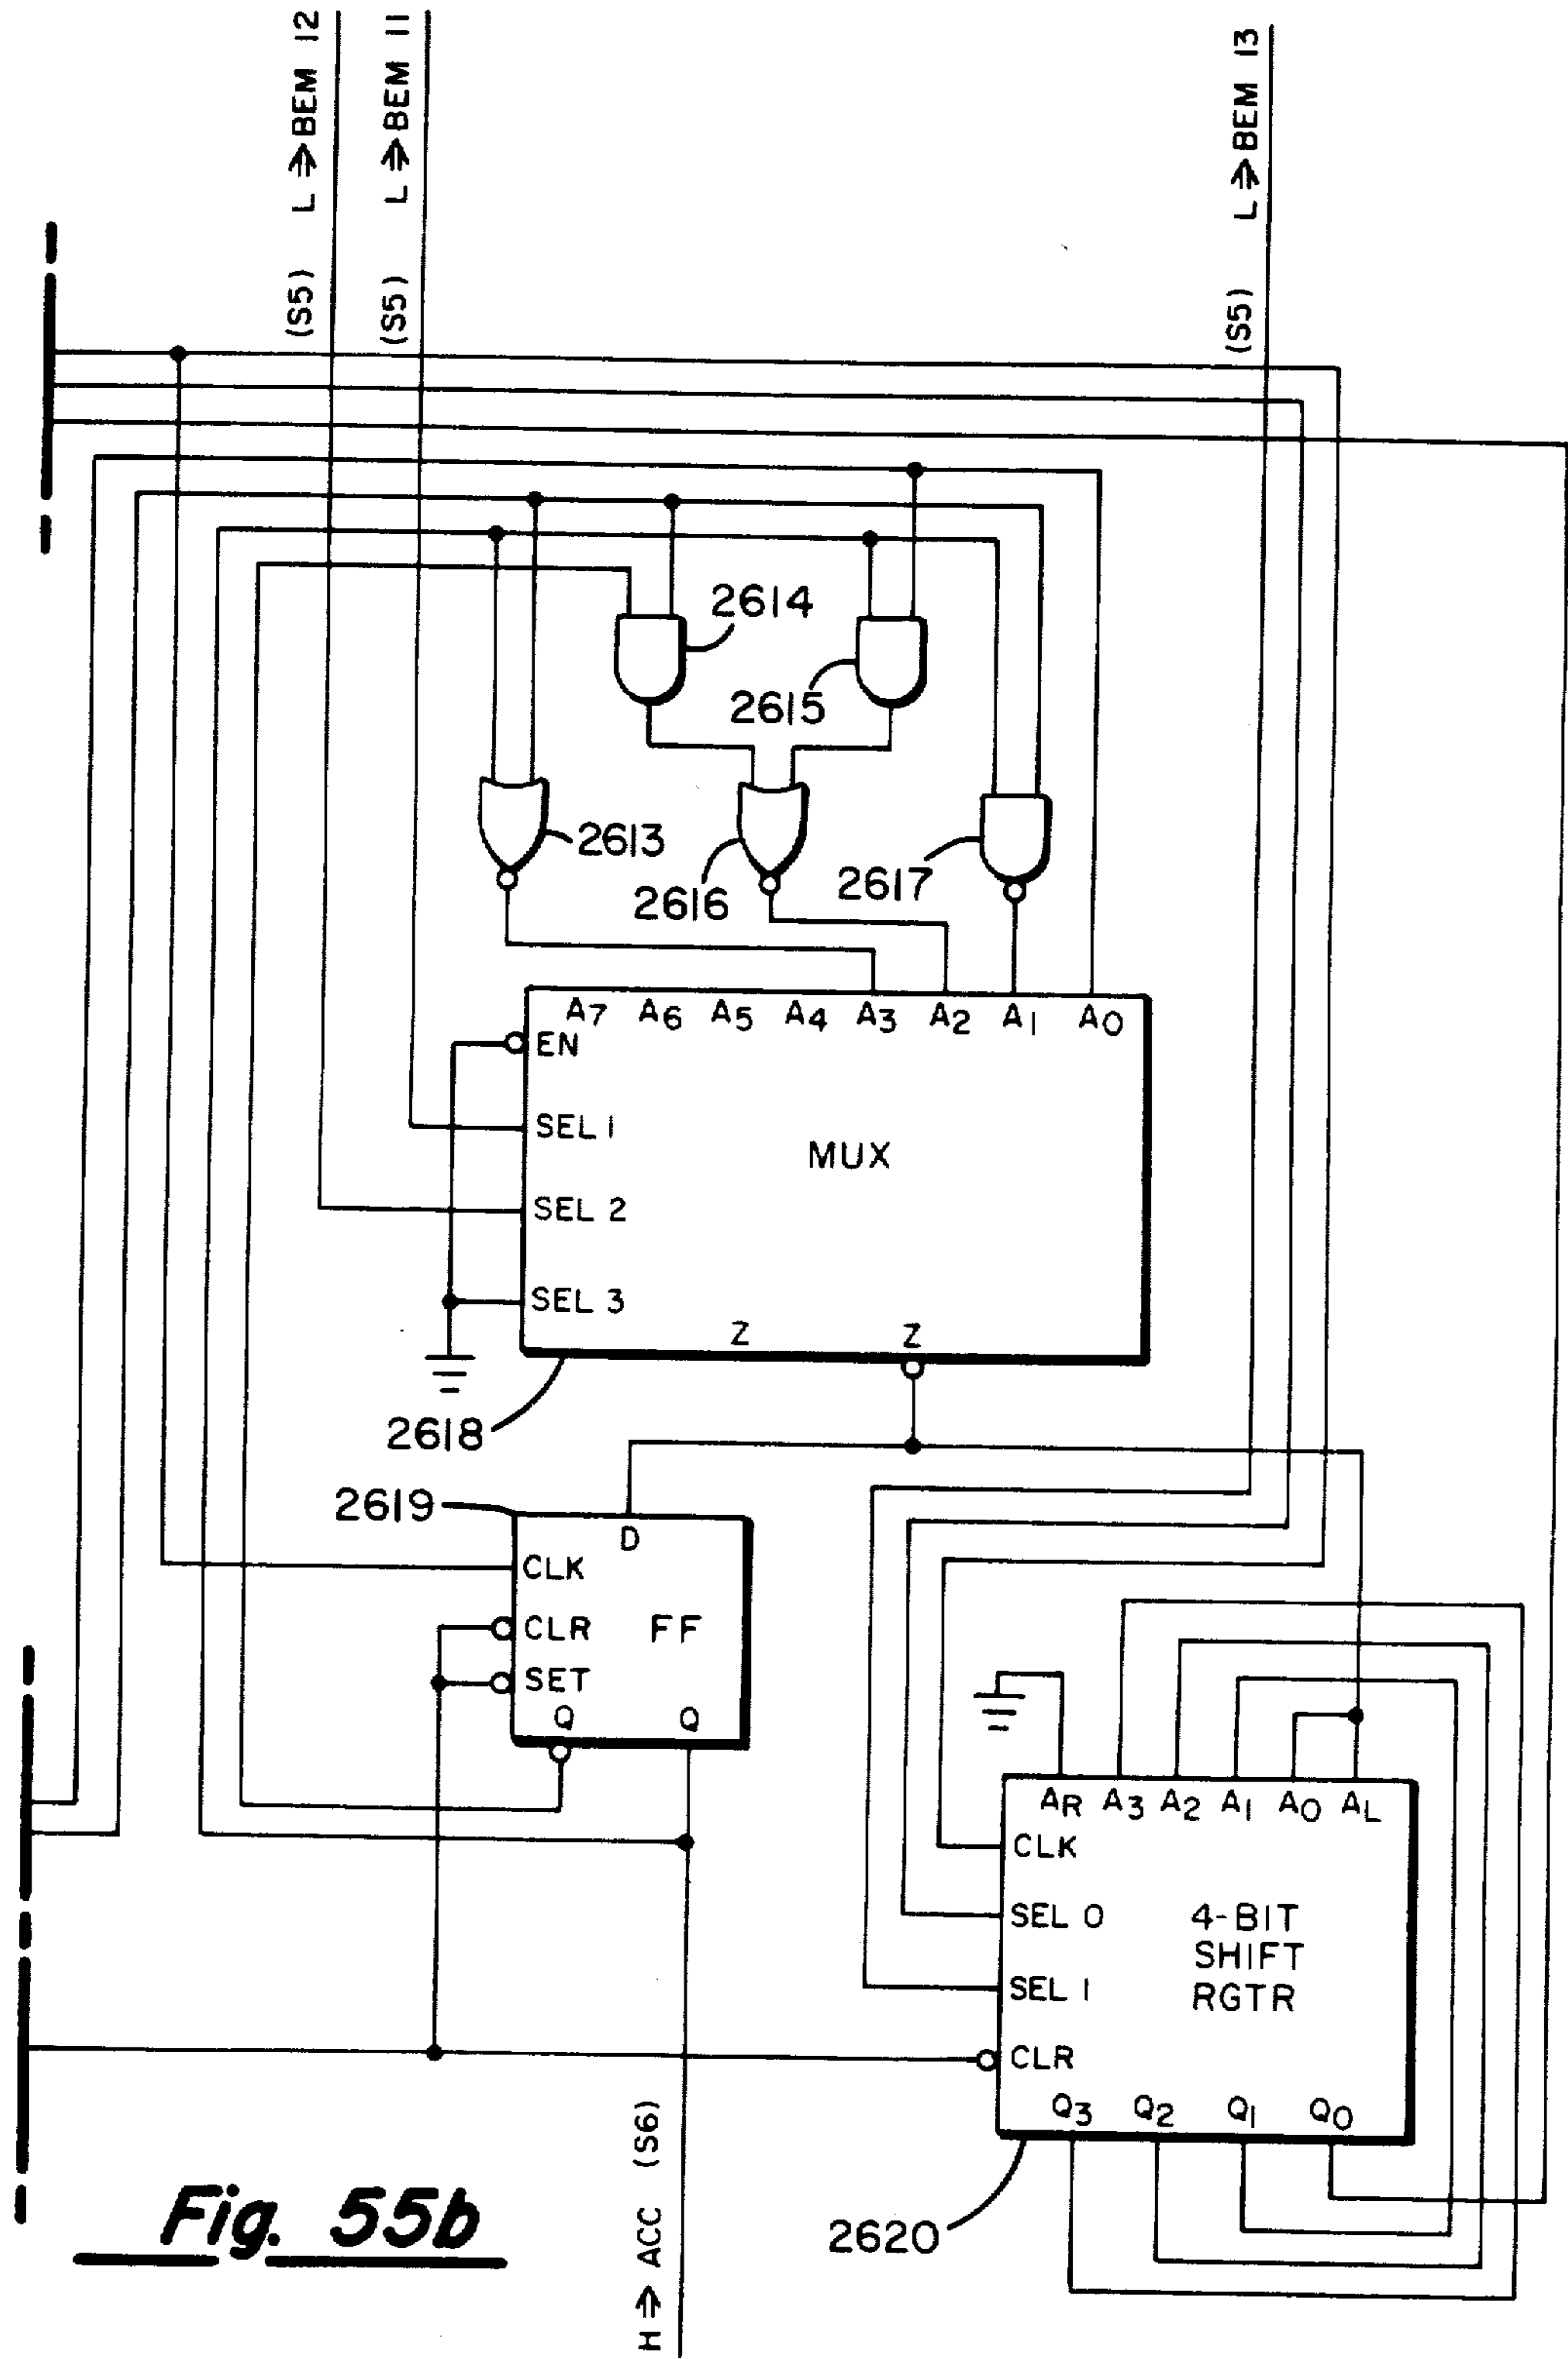 (S5) L ⇒ BEM 12
(S5) L ⇒ BEM 11
(S5) L ⇒ BEM 13
2614
2615
2613
2616
2617
A7 A6 A5 A4 A3 A2 A1 A0
EN
SEL 1
MUX
SEL 2
SEL 3
Z Z
2618
2619
D
CLK
CLR FF
SET
Q Q
AR A3 A2 A1 A0 AL
CLK
SEL 0 4-BIT
SHIFT
SEL 1 RGTR
CLR
Q3 Q2 Q1 Q0
2620
H ⇒ ACC (S6)
Fig. 55b